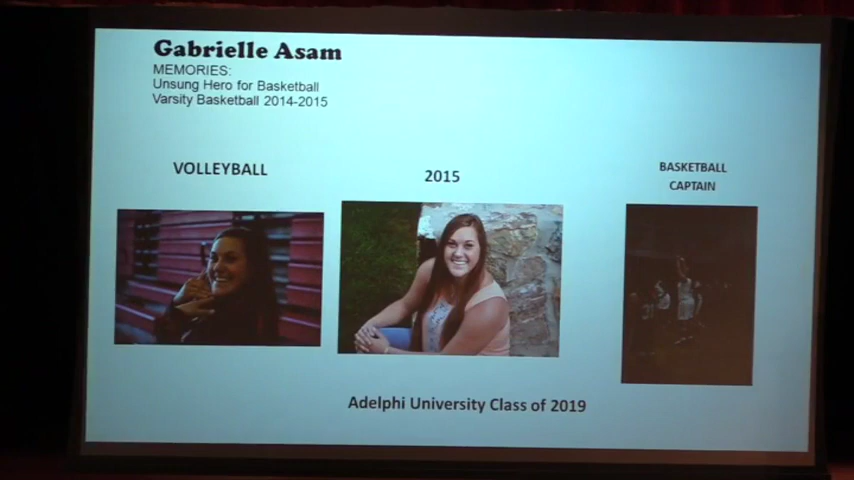 Gabrielle Asam
MEMORIES:
Unsung Hero for Basketball
Varsity Basketball 2014-2015
VOLLEYBALL
2015
BASKETBALL
CAPTAIN
Adelphi University Class of 2019